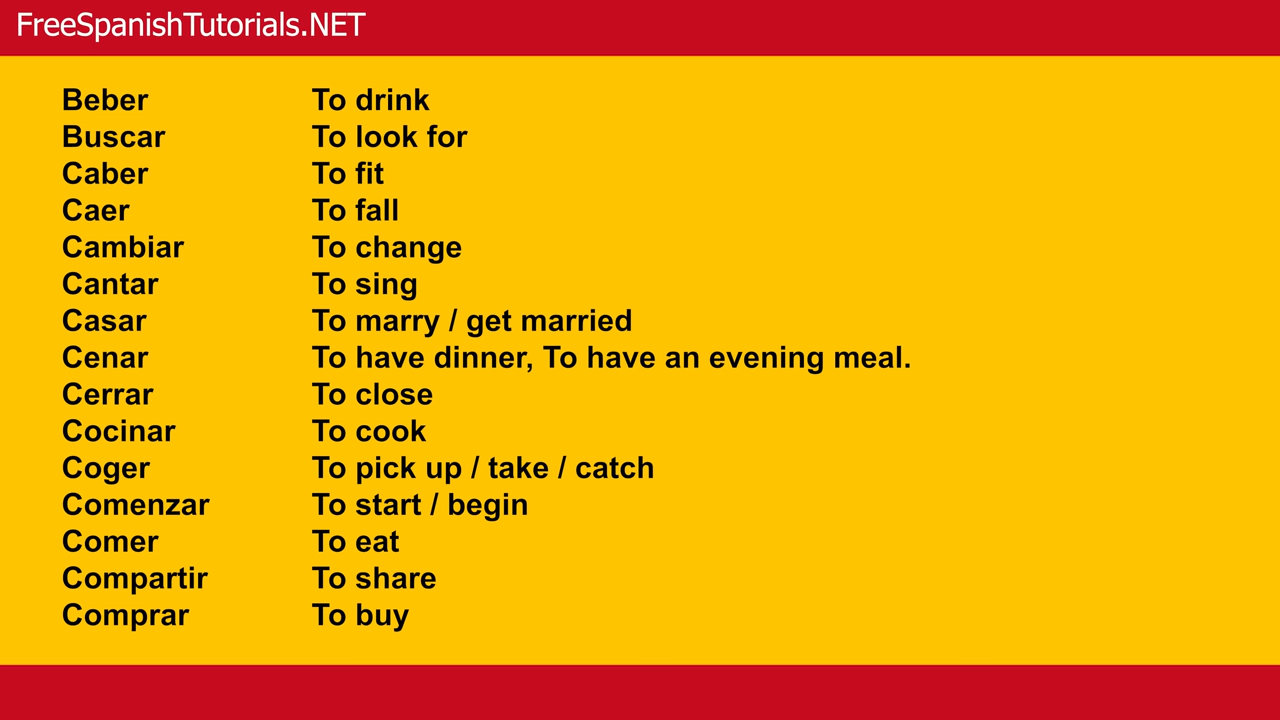 FreeSpanishTutorials.NET
Beber To drink
Buscar To look for
Caber To fit
Caer To fall
Cambiar To change
Cantar To sing
Casar To marry / get married
Cenar To have dinner, To have an evening meal.
Cerrar To close
Cocinar To cook
Coger To pick up / take / catch
Comenzar To start / begin
Comer To eat
Compartir To share
Comprar To buy